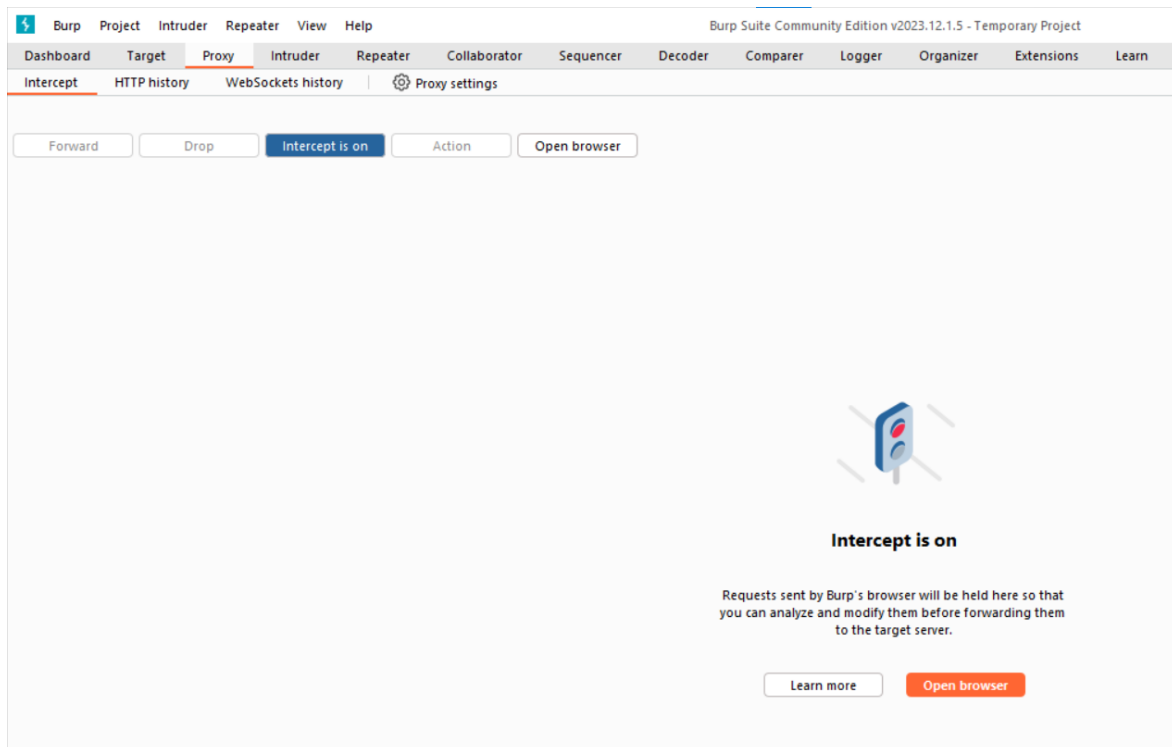 Burp Project Intruder Repeater View Help Burp Suite Community Edition v2023.12.1.5 - Temporary Project
Dashboard Target Proxy Intruder Repeater Collaborator Sequencer Decoder Comparer Logger Organizer Extensions Learn
Intercept HTTP history WebSockets history Proxy settings
Forward Drop Intercept is on Action Open browser
Intercept is on
Requests sent by Burp's browser will be held here so that
you can analyze and modify them before forwarding them
to the target server.
Learn more Open browser